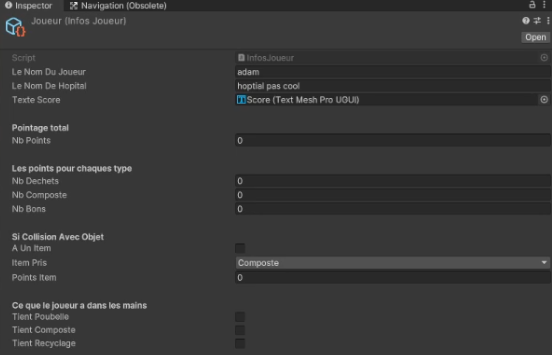 Inspector Navigation (Obsolete)
Joueur (Infos Joueur)
Open
Script InfosJoueur
Le Nom Du Joueur adam
Le Nom De Hopital hoptial pas cool
Texte Score Score (Text Mesh Pro UGUI)
Pointage total
Nb Points 0
Les points pour chaques type
Nb Dechets 0
Nb Composte 0
Nb Bons 0
Si Collision Avec Objet
A Un Item
Item Pris Composte
Points Item 0
Ce que le joueur a dans les mains
Tient Poubelle
Tient Composte
Tient Recyclage